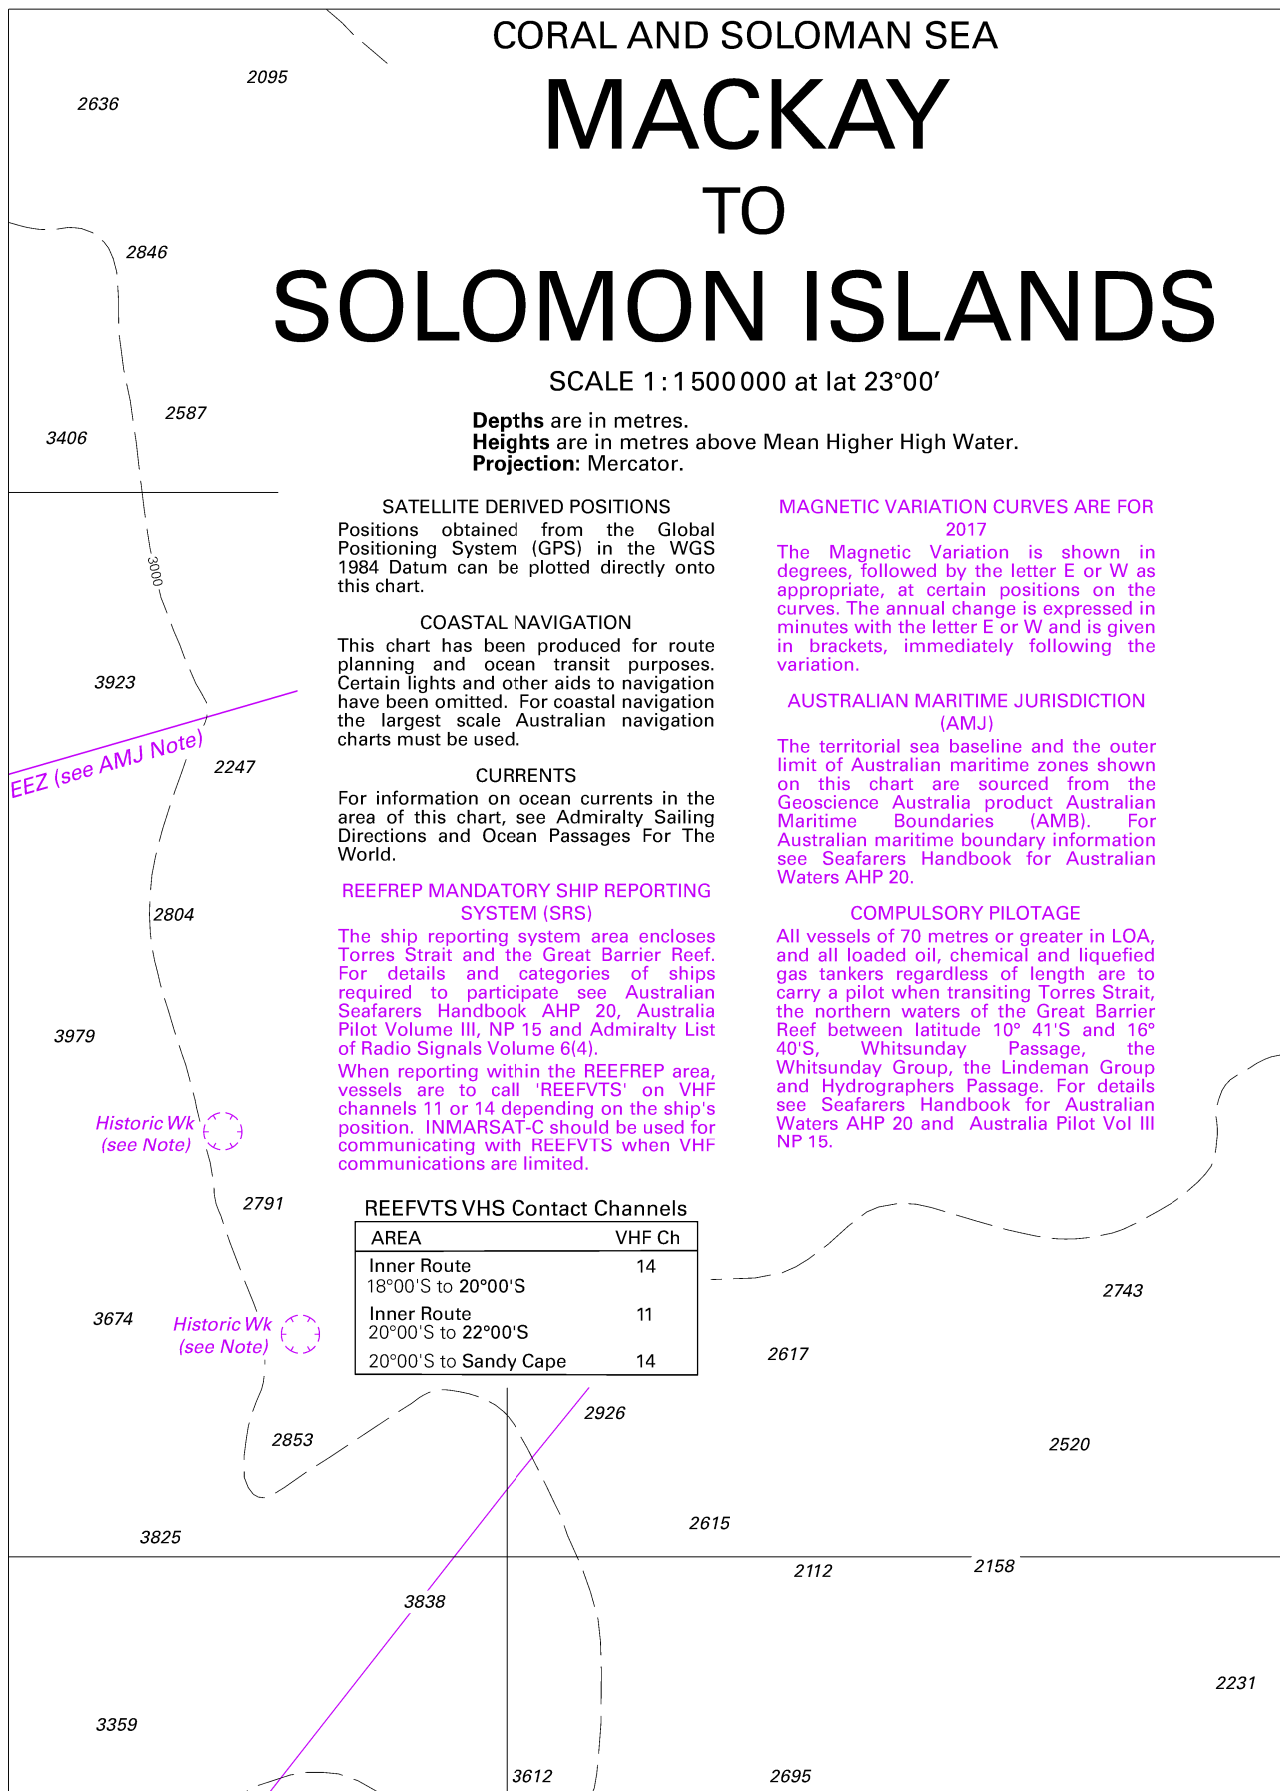 CORAL AND SOLOMAN SEA
MACKAY
TO
SOLOMON ISLANDS
SCALE 1:1500000 at lat 23°00′
Depths are in metres.
Heights are in metres above Mean Higher High Water.
Projection: Mercator.
SATELLITE DERIVED POSITIONS
Positions obtained from the Global
Positioning System (GPS) in the WGS
1984 Datum can be plotted directly onto
this chart.
COASTAL NAVIGATION
This chart has been produced for route
planning and ocean transit purposes.
Certain lights and other aids to navigation
have been omitted. For coastal navigation
the largest scale Australian navigation
charts must be used.
CURRENTS
For information on ocean currents in the
area of this chart, see Admiralty Sailing
Directions and Ocean Passages For The
World.
REEFREP MANDATORY SHIP REPORTING
SYSTEM (SRS)
The ship reporting system area encloses
Torres Strait and the Great Barrier Reef.
For details and categories of ships
required to participate see Australian
Seafarers Handbook AHP 20, Australia
Pilot Volume III, NP 15 and Admiralty List
of Radio Signals Volume 6(4).
When reporting within the REEFREP area,
vessels are to call 'REEFVTS' on VHF
channels 11 or 14 depending on the ship's
position. INMARSAT-C should be used for
communicating with REEFVTS when VHF
communications are limited.
MAGNETIC VARIATION CURVES ARE FOR
2017
The Magnetic Variation is shown in
degrees, followed by the letter E or W as
appropriate, at certain positions on the
curves. The annual change is expressed in
minutes with the letter E or W and is given
in brackets, immediately following the
variation.
AUSTRALIAN MARITIME JURISDICTION
(AMJ)
The territorial sea baseline and the outer
limit of Australian maritime zones shown
on this chart are sourced from the
Geoscience Australia product Australian
Maritime Boundaries (AMB). For
Australian maritime boundary information
see Seafarers Handbook for Australian
Waters AHP 20.
COMPULSORY PILOTAGE
All vessels of 70 metres or greater in LOA,
and all loaded oil, chemical and liquefied
gas tankers regardless of length are to
carry a pilot when transiting Torres Strait,
the northern waters of the Great Barrier
Reef between latitude 10° 41'S and 16°
40'S, Whitsunday Passage, the
Whitsunday Group, the Lindeman Group
and Hydrographers Passage. For details
see Seafarers Handbook for Australian
Waters AHP 20 and Australia Pilot Vol III
NP 15.
REEFVTS VHS Contact Channels
AREA VHF Ch
Inner Route 14
18°00'S to 20°00'S
Inner Route 11
20°00'S to 22°00'S
20°00'S to Sandy Cape 14
2095
2636
2846
2587
3406
3000
3923
EEZ (see AMJ Note)
2247
2804
3979
Historic Wk
(see Note)
2791
3674
Historic Wk
(see Note)
2743
2617
2926
2853
2520
2615
3825
2112
2158
3838
2231
3359
3612
2695